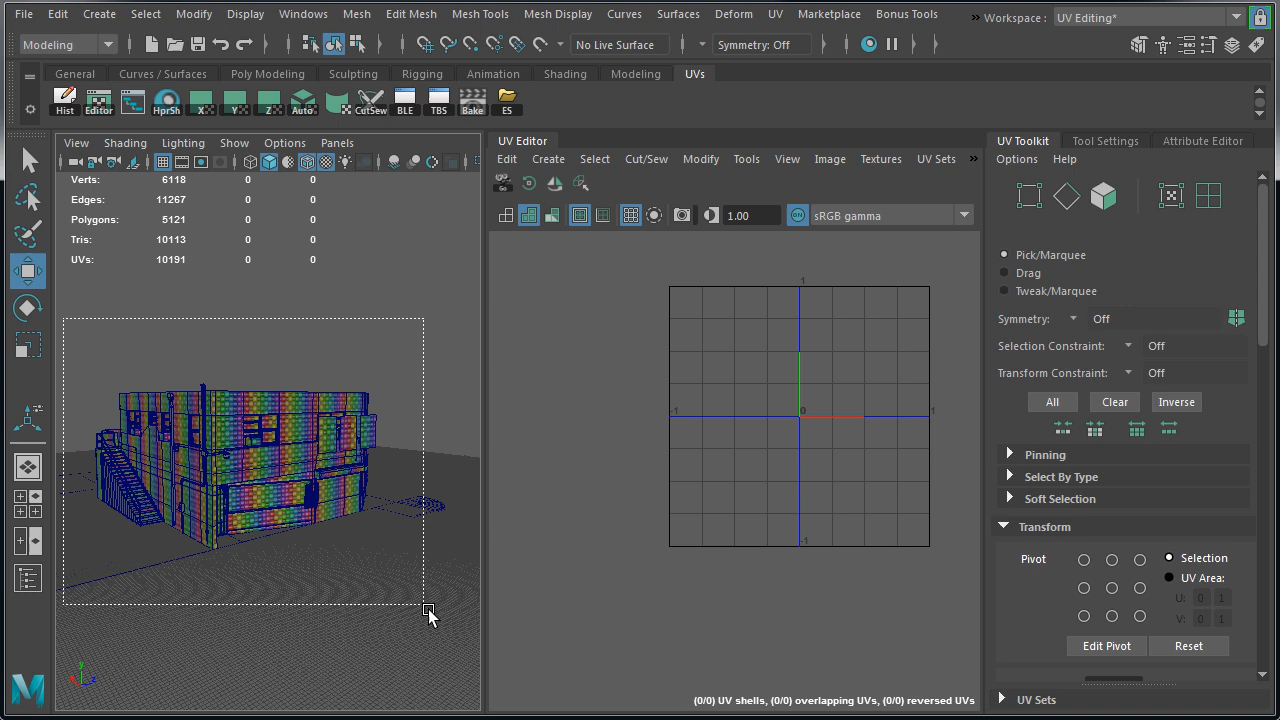 File Edit Create Select Modify Display Windows Mesh Edit Mesh Mesh Tools Mesh Display Curves Surfaces Deform UV Marketplace Bonus Tools » Workspace : UV Editing*
Modeling No Live Surface Symmetry: Off
General Curves / Surfaces Poly Modeling Sculpting Rigging Animation Shading Modeling UVs
Hist Editor HprSh X Y Z Auto CutSew BLE TBS Bake ES
View Shading Lighting Show Options Panels
Verts: 6118 0 0
Edges: 11267 0 0
Polygons: 5121 0 0
Tris: 10113 0 0
UVs: 10191 0 0
y
z
UV Editor
Edit Create Select Cut/Sew Modify Tools View Image Textures UV Sets »
1.00 ON sRGB gamma
1
-1 0 1
-1
(0/0) UV shells, (0/0) overlapping UVs, (0/0) reversed UVs
UV Toolkit Tool Settings Attribute Editor
Options Help
Pick/Marquee
Drag
Tweak/Marquee
Symmetry: Off
Selection Constraint: Off
Transform Constraint: Off
All Clear Inverse
Pinning
Select By Type
Soft Selection
Transform
Pivot Selection
UV Area:
U: 0 1
V: 0 1
Edit Pivot Reset
UV Sets